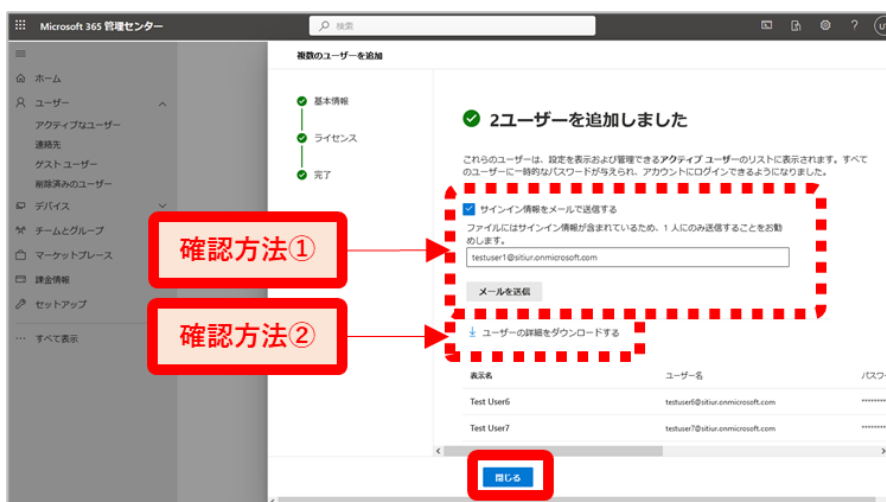 Microsoft 365 管理センター
検索
複数のユーザーを追加
ホーム
ユーザー
アクティブなユーザー
連絡先
ゲスト ユーザー
削除済みのユーザー
デバイス
チームとグループ
マーケットプレース
課金情報
セットアップ
… すべて表示
基本情報
ライセンス
完了
2ユーザーを追加しました
これらのユーザーは、設定を表示および管理できるアクティブ ユーザーのリストに表示されます。すべて
のユーザーに一時的なパスワードが与えられ、アカウントにログインできるようになりました。
サインイン情報をメールで送信する
ファイルにはサインイン情報が含まれているため、1 人にのみ送信することをお勧
めします。
testuser1@sitiur.onmicrosoft.com
メールを送信
確認方法①
確認方法②
ユーザーの詳細をダウンロードする
表示名 ユーザー名 パスワ
Test User6 testuser6@sitiur.onmicrosoft.com
Test User7 testuser7@sitiur.onmicrosoft.com
閉じる